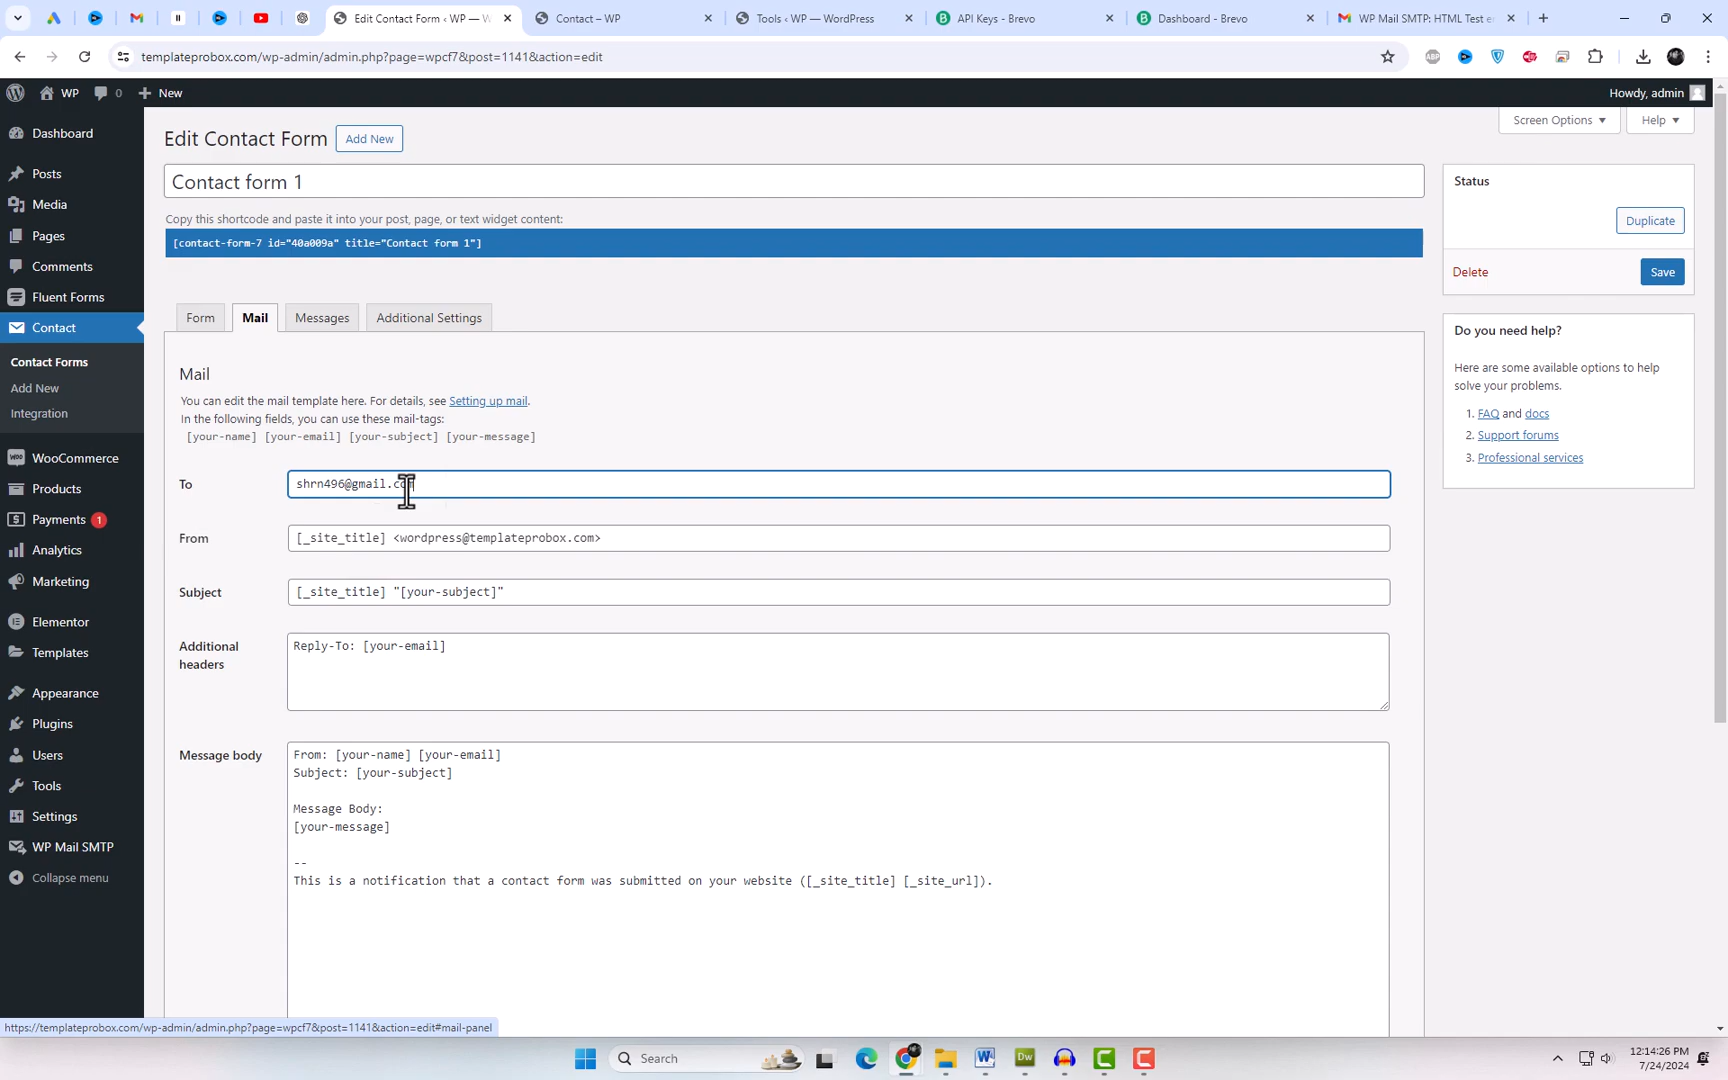 Edit Contact Form ‹ WP — W
Contact – WP
Tools ‹ WP — WordPress
API Keys - Brevo
Dashboard - Brevo
WP Mail SMTP: HTML Test e
templateprobox.com/wp-admin/admin.php?page=wpcf7&post=1141&action=edit
WP
0
New
Howdy, admin
Dashboard
Posts
Media
Pages
Comments
Fluent Forms
Contact
Contact Forms
Add New
Integration
WooCommerce
Products
Payments 1
Analytics
Marketing
Elementor
Templates
Appearance
Plugins
Users
Tools
Settings
WP Mail SMTP
Collapse menu
Screen Options
Help
Edit Contact Form
Add New
Contact form 1
Copy this shortcode and paste it into your post, page, or text widget content:
[contact-form-7 id="40a009a" title="Contact form 1"]
Form
Mail
Messages
Additional Settings
Mail
You can edit the mail template here. For details, see Setting up mail.
In the following fields, you can use these mail-tags:
[your-name] [your-email] [your-subject] [your-message]
To
shrn496@gmail.com
From
[_site_title] <wordpress@templateprobox.com>
Subject
[_site_title] "[your-subject]"
Additional headers
Reply-To: [your-email]
Message body
From: [your-name] [your-email]
Subject: [your-subject]
Message Body:
[your-message]
--
This is a notification that a contact form was submitted on your website ([_site_title] [_site_url]).
Status
Duplicate
Delete
Save
Do you need help?
Here are some available options to help
solve your problems.
1. FAQ and docs
2. Support forums
3. Professional services
https://templateprobox.com/wp-admin/admin.php?page=wpcf7&post=1141&action=edit#mail-panel
Search
12:14:26 PM
7/24/2024